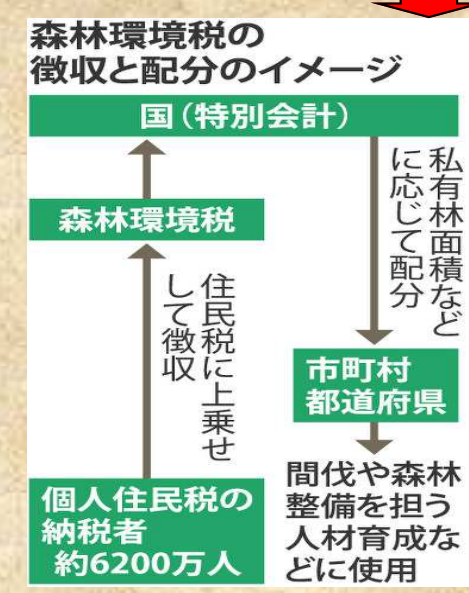 森林環境税の
徴収と配分のイメージ
国(特別会計)
森林環境税
住民税に上乗せ
して徴収
個人住民税の
納税者
約6200万人
私有林面積など
に応じて配分
市町村
都道府県
間伐や森林
整備を担う
人材育成な
どに使用